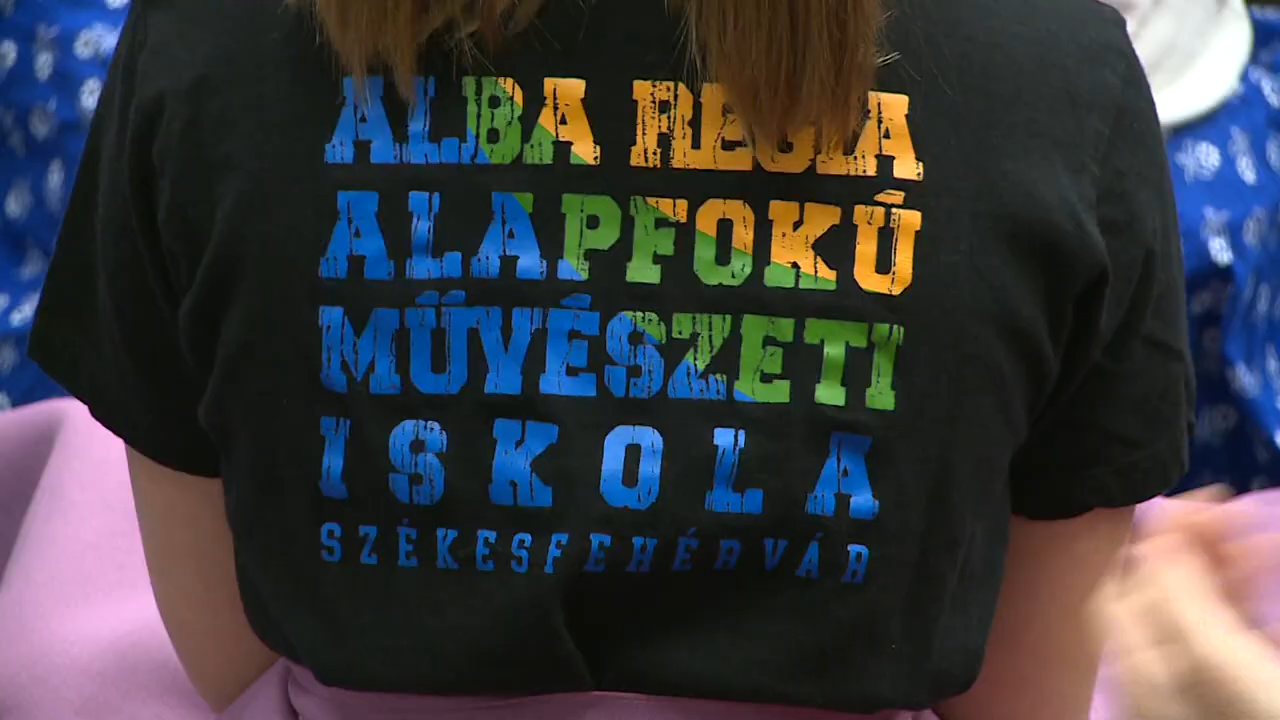 ALBA REGIA
ALAPFOKÚ
MŰVÉSZETI
ISKOLA
SZÉKESFEHÉRVÁR